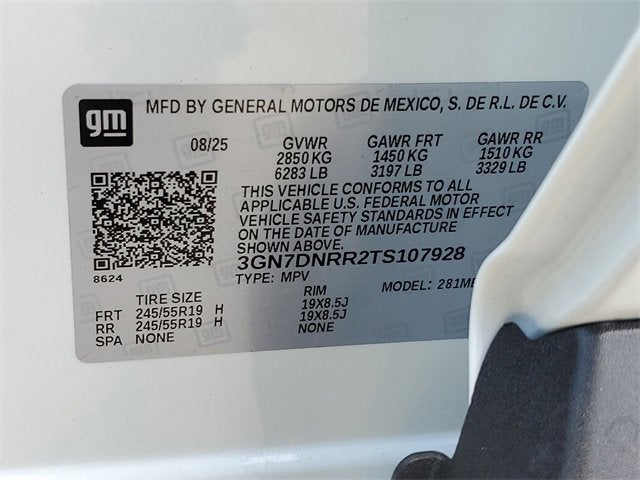 gm
MFD BY GENERAL MOTORS DE MEXICO, S. DE R.L. DE C.V.
08/25 GVWR GAWR FRT GAWR RR
2850 KG 1450 KG 1510 KG
6283 LB 3197 LB 3329 LB
THIS VEHICLE CONFORMS TO ALL
APPLICABLE U.S. FEDERAL MOTOR
VEHICLE SAFETY STANDARDS IN EFFECT
ON THE DATE OF MANUFACTURE
SHOWN ABOVE.
3GN7DNRR2TS107928
8624
TYPE: MPV MODEL:
TIRE SIZE RIM
FRT 245/55R19 H 19X8.5J
RR 245/55R19 H 19X8.5J
SPA NONE NONE